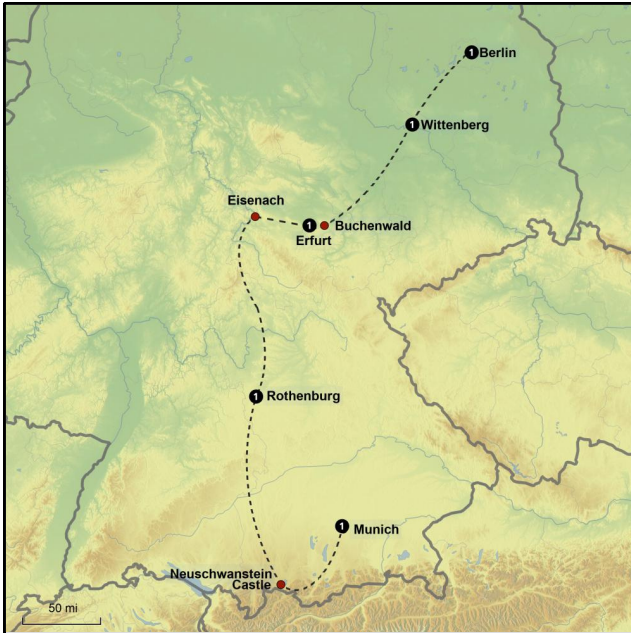 1 Berlin
1 Wittenberg
Eisenach
1
Erfurt
Buchenwald
1 Rothenburg
1 Munich
Neuschwanstein
Castle
50 mi